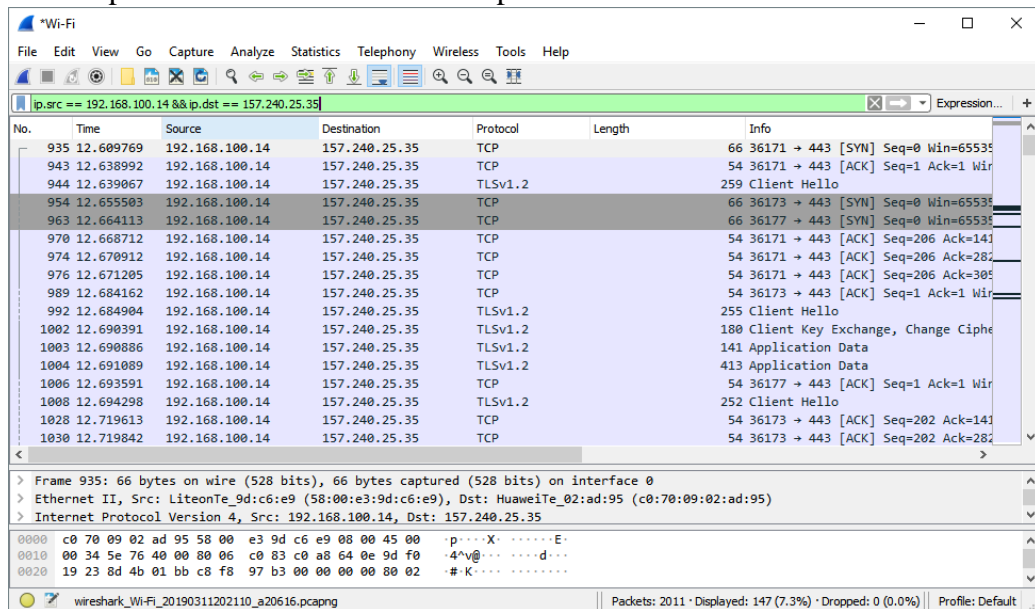 *Wi-Fi
File Edit View Go Capture Analyze Statistics Telephony Wireless Tools Help
ip.src == 192.168.100.14 && ip.dst == 157.240.25.35 Expression... +
No. Time Source Destination Protocol Length Info
935 12.609769 192.168.100.14 157.240.25.35 TCP 66 36171 → 443 [SYN] Seq=0 Win=65535
943 12.638992 192.168.100.14 157.240.25.35 TCP 54 36171 → 443 [ACK] Seq=1 Ack=1 Win
944 12.639067 192.168.100.14 157.240.25.35 TLSv1.2 259 Client Hello
954 12.655503 192.168.100.14 157.240.25.35 TCP 66 36173 → 443 [SYN] Seq=0 Win=65535
963 12.664113 192.168.100.14 157.240.25.35 TCP 66 36177 → 443 [SYN] Seq=0 Win=65535
970 12.668712 192.168.100.14 157.240.25.35 TCP 54 36171 → 443 [ACK] Seq=206 Ack=141
974 12.670912 192.168.100.14 157.240.25.35 TCP 54 36171 → 443 [ACK] Seq=206 Ack=282
976 12.671205 192.168.100.14 157.240.25.35 TCP 54 36171 → 443 [ACK] Seq=206 Ack=305
989 12.684162 192.168.100.14 157.240.25.35 TCP 54 36173 → 443 [ACK] Seq=1 Ack=1 Win
992 12.684904 192.168.100.14 157.240.25.35 TLSv1.2 255 Client Hello
1002 12.690391 192.168.100.14 157.240.25.35 TLSv1.2 180 Client Key Exchange, Change Ciphe
1003 12.690886 192.168.100.14 157.240.25.35 TLSv1.2 141 Application Data
1004 12.691089 192.168.100.14 157.240.25.35 TLSv1.2 413 Application Data
1006 12.693591 192.168.100.14 157.240.25.35 TCP 54 36177 → 443 [ACK] Seq=1 Ack=1 Win
1008 12.694298 192.168.100.14 157.240.25.35 TLSv1.2 252 Client Hello
1028 12.719613 192.168.100.14 157.240.25.35 TCP 54 36173 → 443 [ACK] Seq=202 Ack=141
1030 12.719842 192.168.100.14 157.240.25.35 TCP 54 36173 → 443 [ACK] Seq=202 Ack=282
> Frame 935: 66 bytes on wire (528 bits), 66 bytes captured (528 bits) on interface 0
> Ethernet II, Src: LiteonTe_9d:c6:e9 (58:00:e3:9d:c6:e9), Dst: HuaweiTe_02:ad:95 (c0:70:09:02:ad:95)
> Internet Protocol Version 4, Src: 192.168.100.14, Dst: 157.240.25.35
0000 c0 70 09 02 ad 95 58 00 e3 9d c6 e9 08 00 45 00 ·p····X· ······E·
0010 00 34 5e 76 40 00 80 06 c0 83 c0 a8 64 0e 9d f0 ·4^v@··· ····d···
0020 19 23 8d 4b 01 bb c8 f8 97 b3 00 00 00 00 80 02 ·#·K···· ········
wireshark_Wi-Fi_20190311202110_a20616.pcapng Packets: 2011 · Displayed: 147 (7.3%) · Dropped: 0 (0.0%) Profile: Default